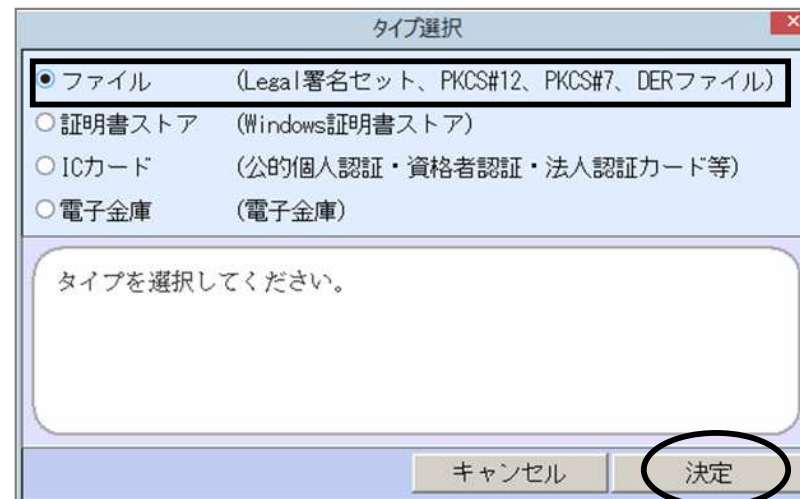 タイプ選択
ファイル (Legal署名セット、PKCS#12、PKCS#7、DERファイル)
証明書ストア (Windows証明書ストア)
ICカード (公的個人認証・資格者認証・法人認証カード等)
電子金庫 (電子金庫)
タイプを選択してください。
キャンセル 決定